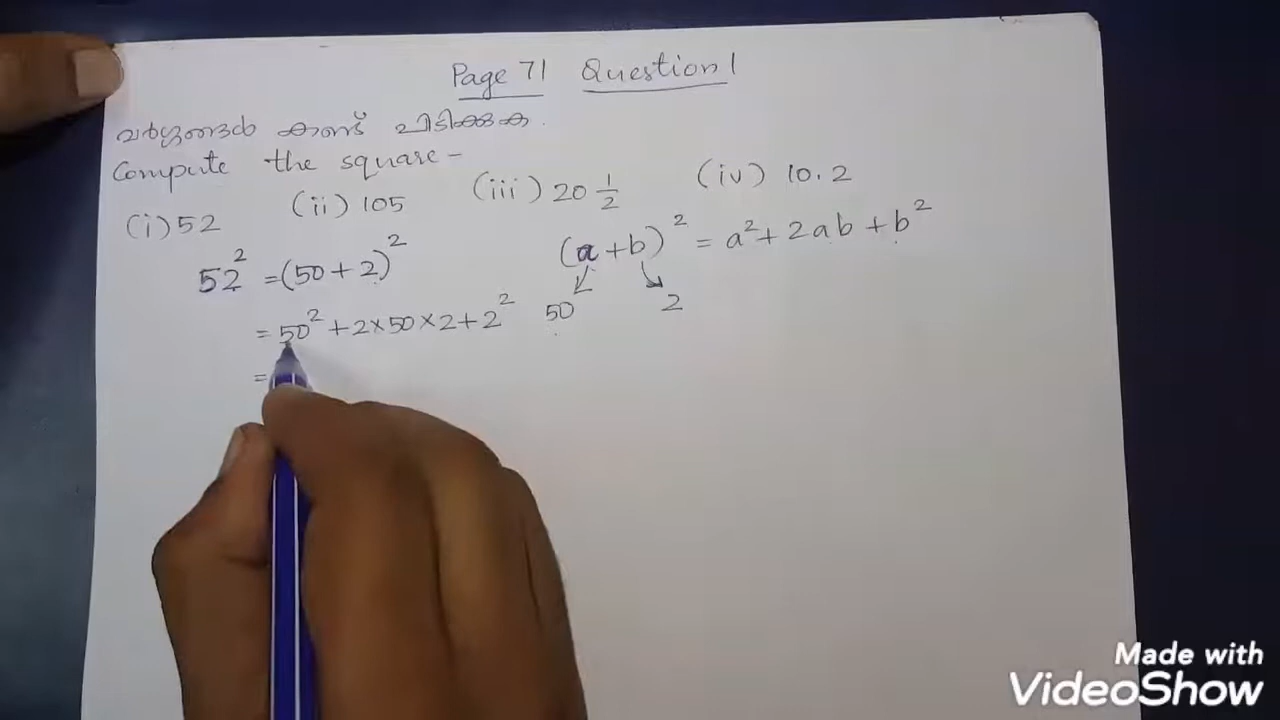 Page 71 Question 1
വർഗ്ഗങ്ങൾ കണ്ട് പിടിക്കുക.
Compute the square -
(i) 52 (ii) 105 (iii) 20 1/2 (iv) 10.2
52² = (50 + 2)² (a + b)² = a² + 2ab + b²
50 2
= 50² + 2 × 50 × 2 + 2²
=
Made with
VideoShow